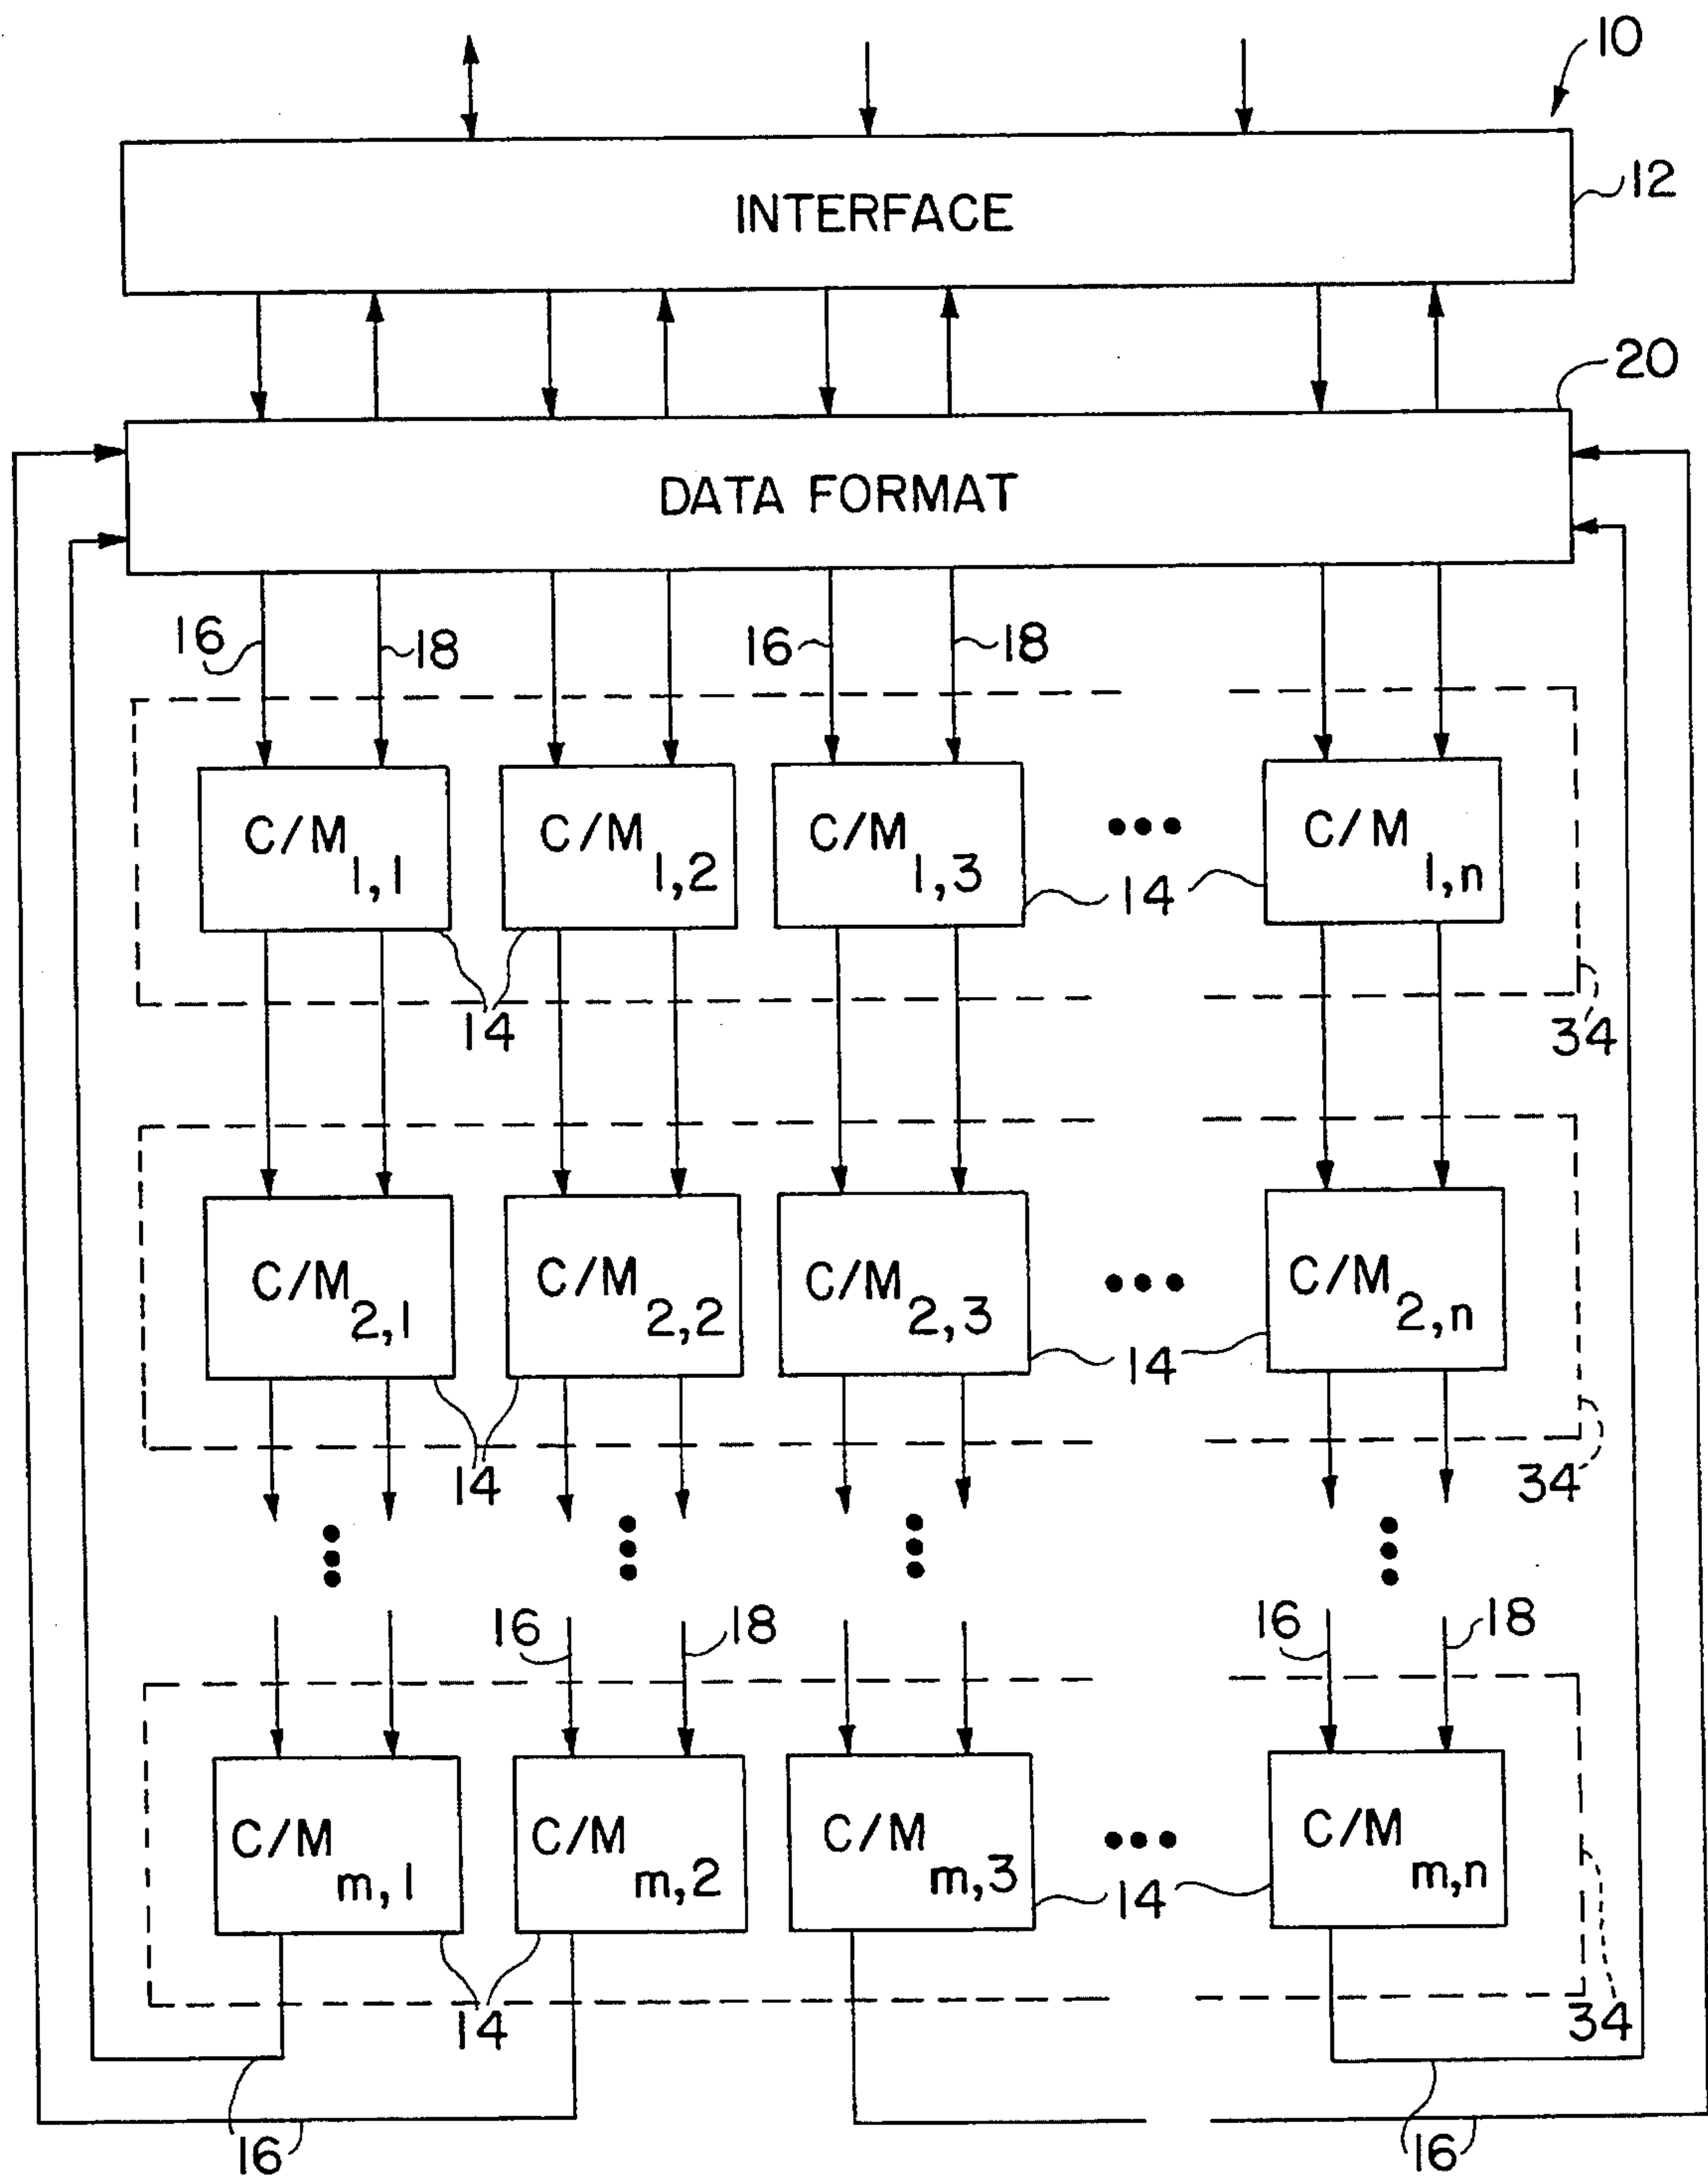 10
INTERFACE
12
20
DATA FORMAT
16
18
16
18
C/M 1,1
C/M 1,2
C/M 1,3
•••
C/M 1,n
14
14
34
C/M 2,1
C/M 2,2
C/M 2,3
•••
C/M 2,n
14
14
34
16
18
16
18
C/M m,1
C/M m,2
C/M m,3
•••
C/M m,n
14
14
34
16
16